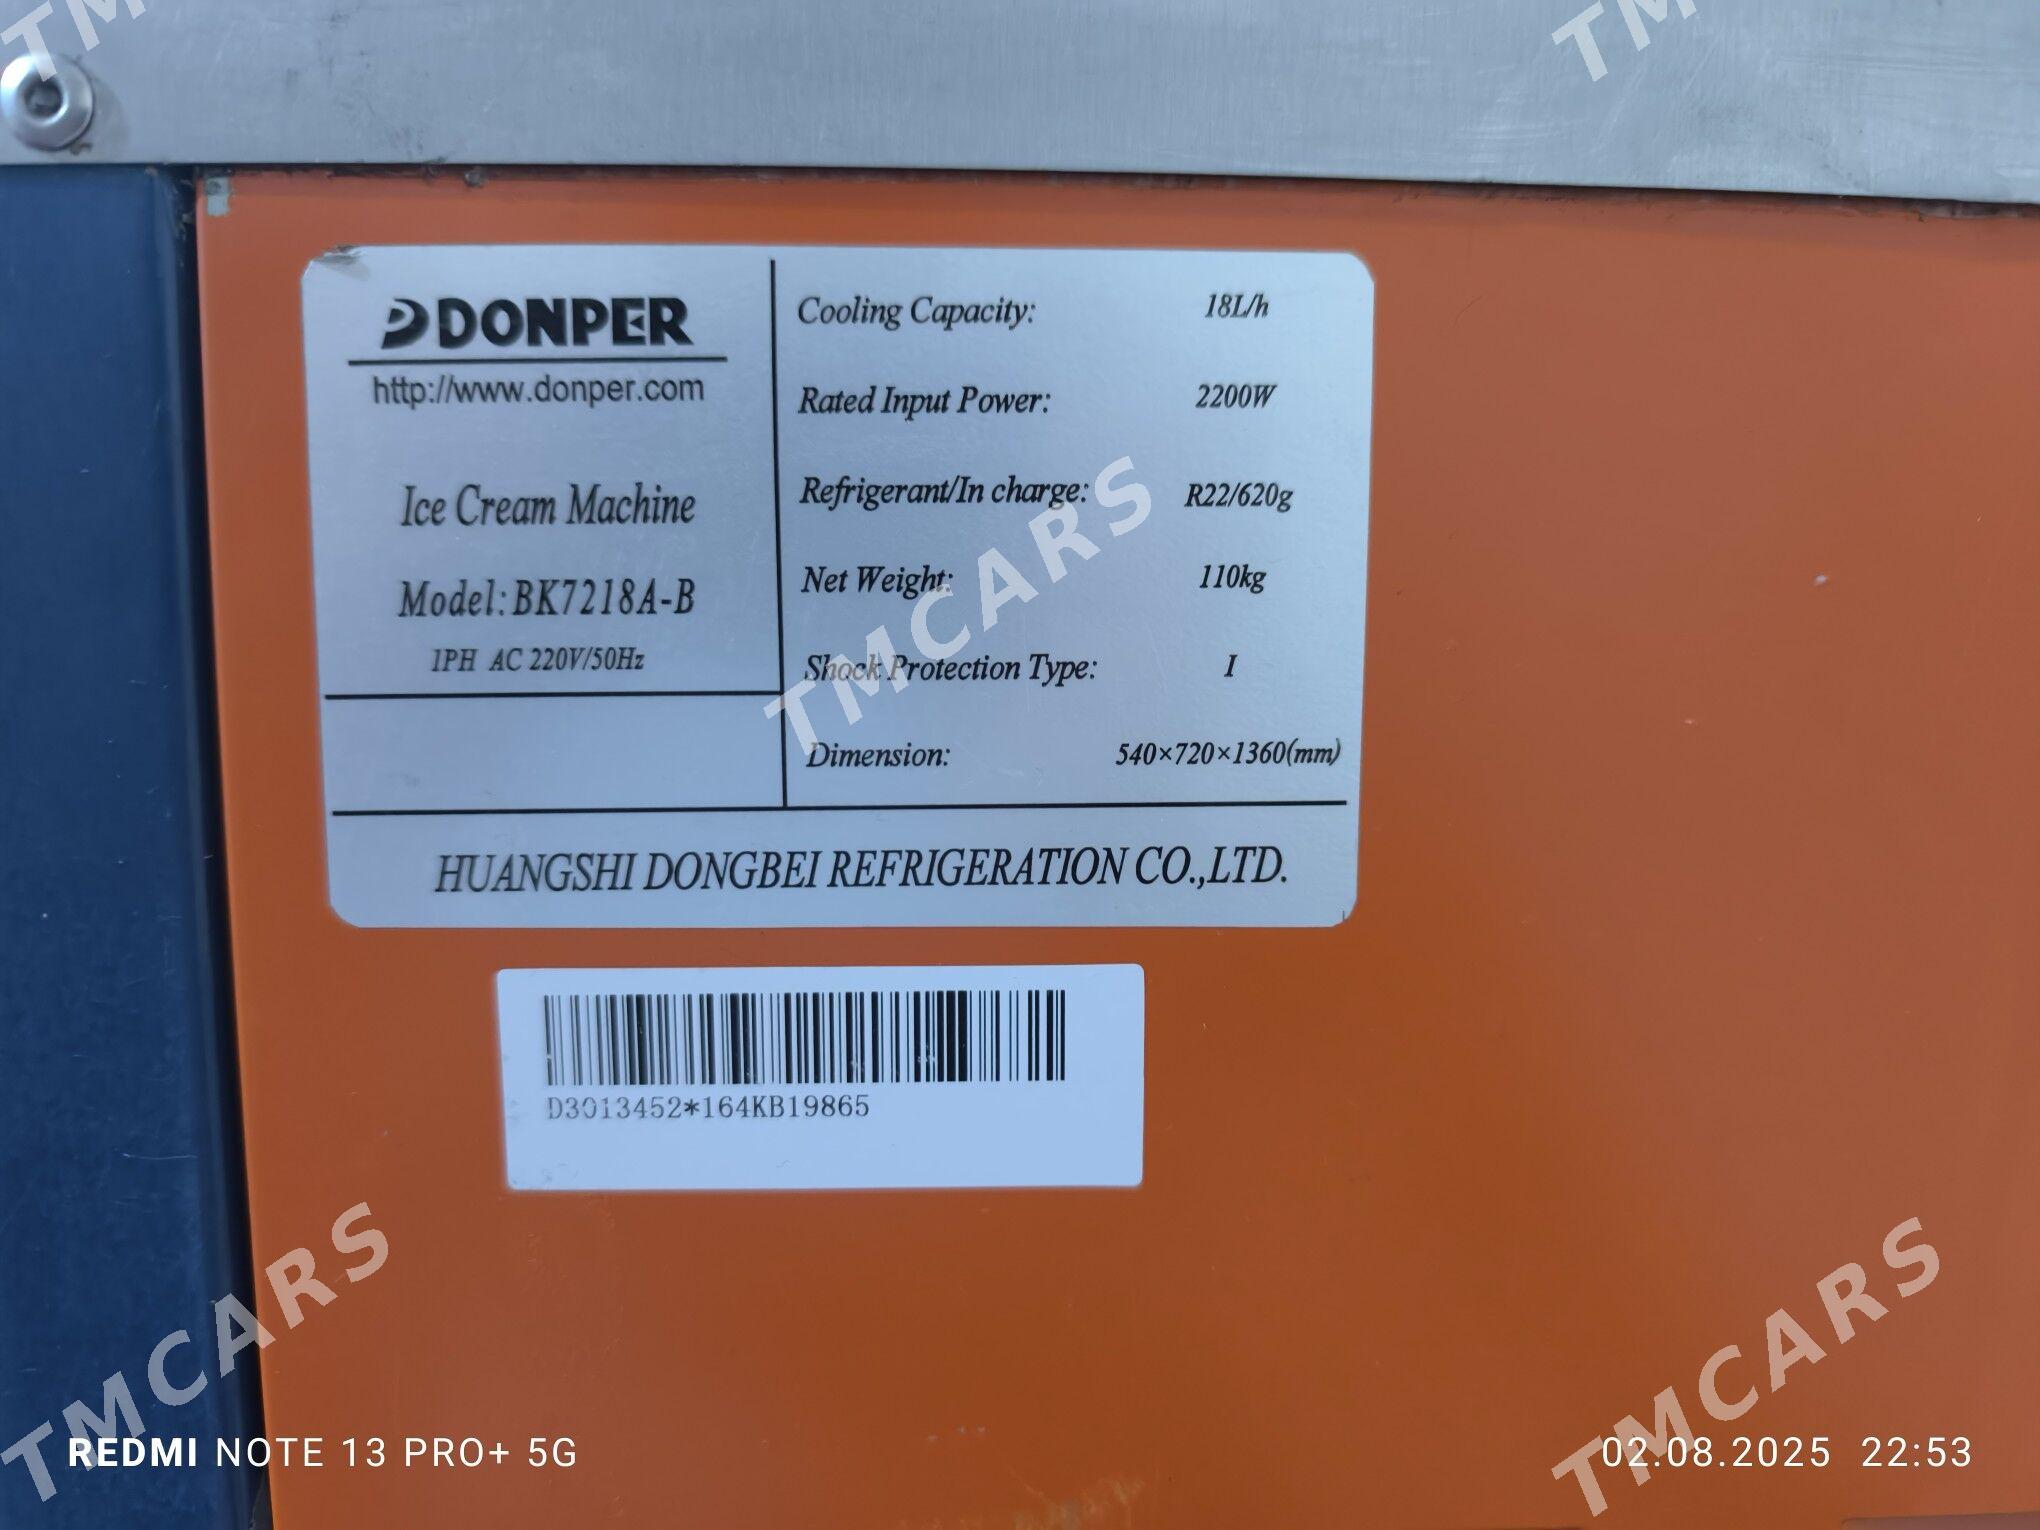 DONPER
http://www.donper.com
Ice Cream Machine
Model:BK7218A-B
1PH AC 220V/50Hz
Cooling Capacity: 18L/h
Rated Input Power: 2200W
Refrigerant/In charge: R22/620g
Net Weight: 110kg
Shock Protection Type: I
Dimension: 540×720×1360(mm)
HUANGSHI DONGBEI REFRIGERATION CO.,LTD.
D3013452*164KB19865
TMCARS
TMCARS
TMCARS
REDMI NOTE 13 PRO+ 5G
02.08.2025 22:53